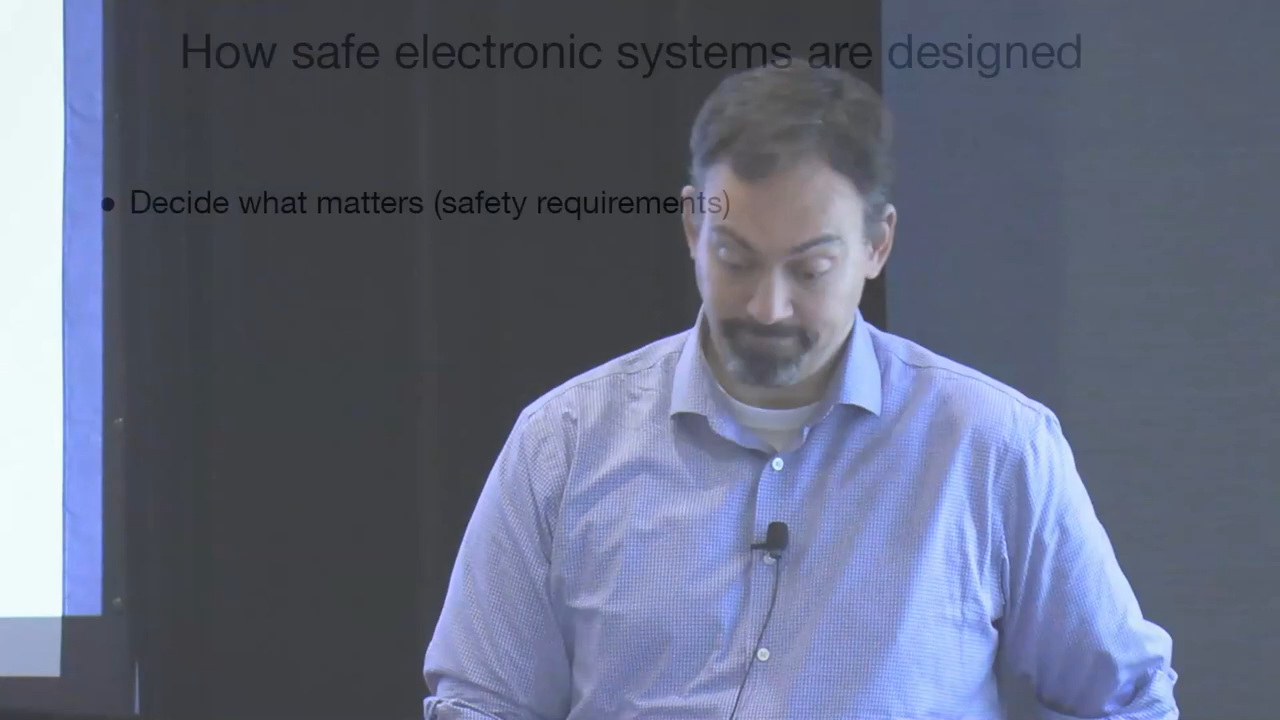 How safe electronic systems are designed
• Decide what matters (safety requirements)